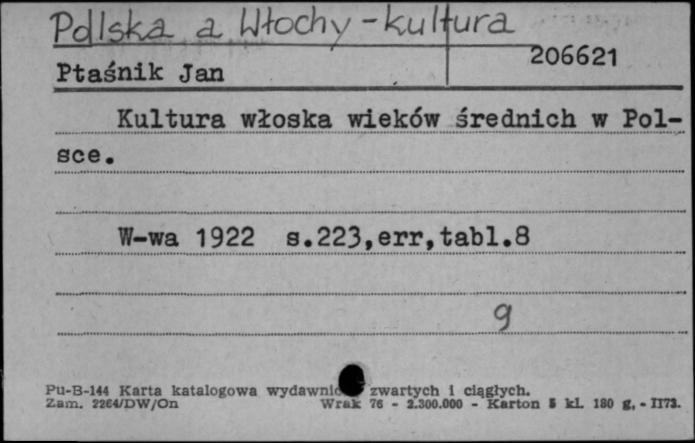 Polska a Włochy - kultura
206621
Ptaśnik Jan
Kultura włoska wieków średnich w Pol-
sce.
W-wa 1922 s.223,err,tabl.8
g
Pu-B-144 Karta katalogowa wydawnic zwartych i ciągłych.
Zam. 2264/DW/On Wrak 76 - 2.300.000 - Karton 5 kl. 180 g. - II73.